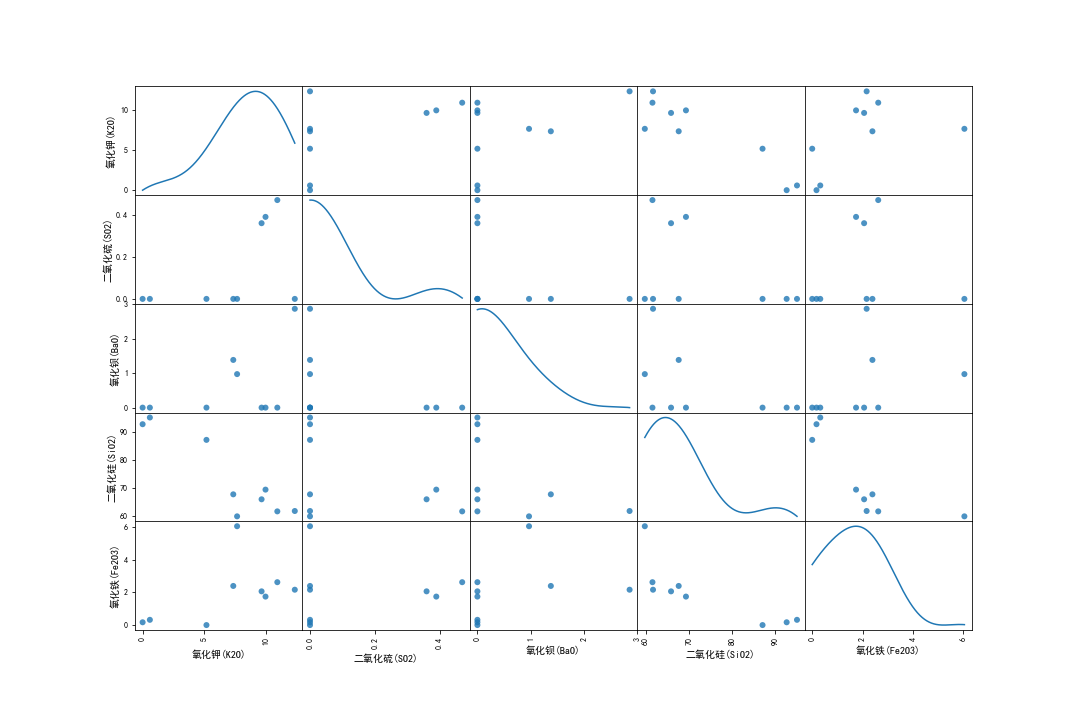 氧化钾(K2O)
10
5
0
二氧化硫(SO2)
0.4
0.2
0.0
氧化钡(BaO)
3
2
1
0
二氧化硅(SiO2)
90
80
70
60
氧化铁(Fe2O3)
6
4
2
0
0 5 10
0.0 0.2 0.4
0 1 2 3
60 70 80 90
0 2 4 6
氧化钾(K2O) 二氧化硫(SO2) 氧化钡(BaO) 二氧化硅(SiO2) 氧化铁(Fe2O3)